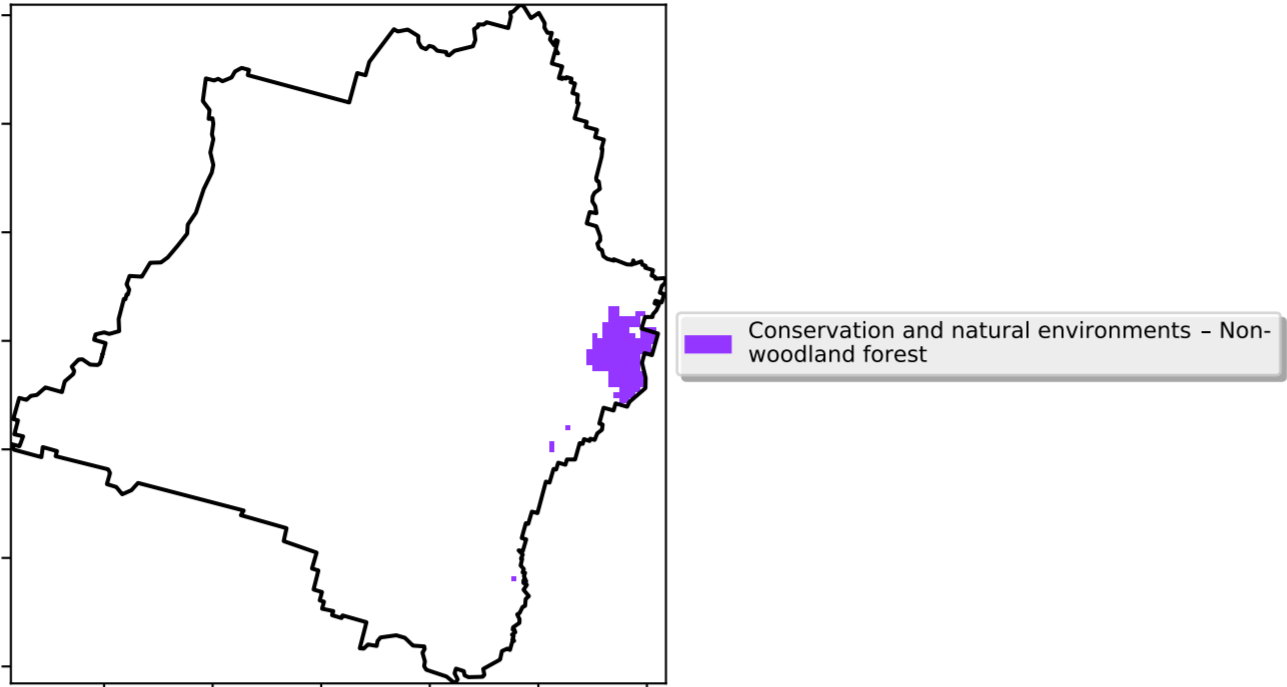 Conservation and natural environments – Non-
woodland forest